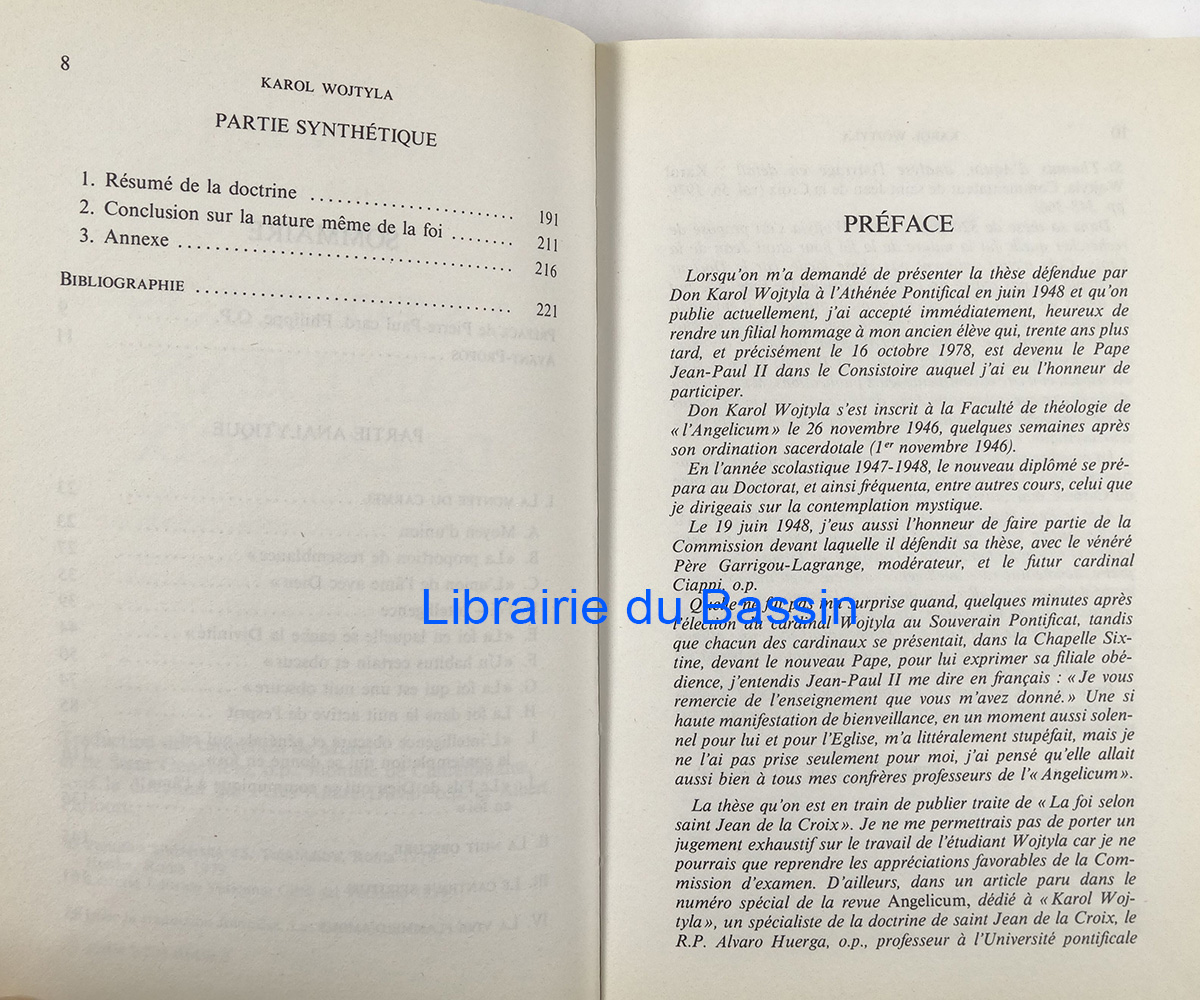 8
KAROL WOJTYLA
PARTIE SYNTHÉTIQUE
1. Résumé de la doctrine ........................ 191
2. Conclusion sur la nature même de la foi ........ 211
3. Annexe ........................................ 216
BIBLIOGRAPHIE .................................... 221
PRÉFACE
Lorsqu'on m'a demandé de présenter la thèse défendue par
Don Karol Wojtyla à l'Athénée Pontifical en juin 1948 et qu'on
publie actuellement, j'ai accepté immédiatement, heureux de
rendre un filial hommage à mon ancien élève qui, trente ans plus
tard, et précisément le 16 octobre 1978, est devenu le Pape
Jean-Paul II dans le Consistoire auquel j'ai eu l'honneur de
participer.
Don Karol Wojtyla s'est inscrit à la Faculté de théologie de
« l'Angelicum » le 26 novembre 1946, quelques semaines après
son ordination sacerdotale (1er novembre 1946).
En l'année scolastique 1947-1948, le nouveau diplômé se pré-
para au Doctorat, et ainsi fréquenta, entre autres cours, celui que
je dirigeais sur la contemplation mystique.
Le 19 juin 1948, j'eus aussi l'honneur de faire partie de la
Commission devant laquelle il défendit sa thèse, avec le vénéré
Père Garrigou-Lagrange, modérateur, et le futur cardinal
Ciappi, o.p.
Librairie du Bassin
Quelle ne fut pas ma surprise quand, quelques minutes après
l'élection du cardinal Wojtyla au Souverain Pontificat, tandis
que chacun des cardinaux se présentait, dans la Chapelle Six-
tine, devant le nouveau Pape, pour lui exprimer sa filiale obé-
dience, j'entendis Jean-Paul II me dire en français : « Je vous
remercie de l'enseignement que vous m'avez donné. » Une si
haute manifestation de bienveillance, en un moment aussi solen-
nel pour lui et pour l'Eglise, m'a littéralement stupéfait, mais je
ne l'ai pas prise seulement pour moi, j'ai pensé qu'elle allait
aussi bien à tous mes confrères professeurs de l'« Angelicum ».
La thèse qu'on est en train de publier traite de « La foi selon
saint Jean de la Croix ». Je ne me permettrais pas de porter un
jugement exhaustif sur le travail de l'étudiant Wojtyla car je ne
pourrais que reprendre les appréciations favorables de la Com-
mission d'examen. D'ailleurs, dans un article paru dans le
numéro spécial de la revue Angelicum, dédié à « Karol Woj-
tyla », un spécialiste de la doctrine de saint Jean de la Croix, le
R.P. Alvaro Huerga, o.p., professeur à l'Université pontificale